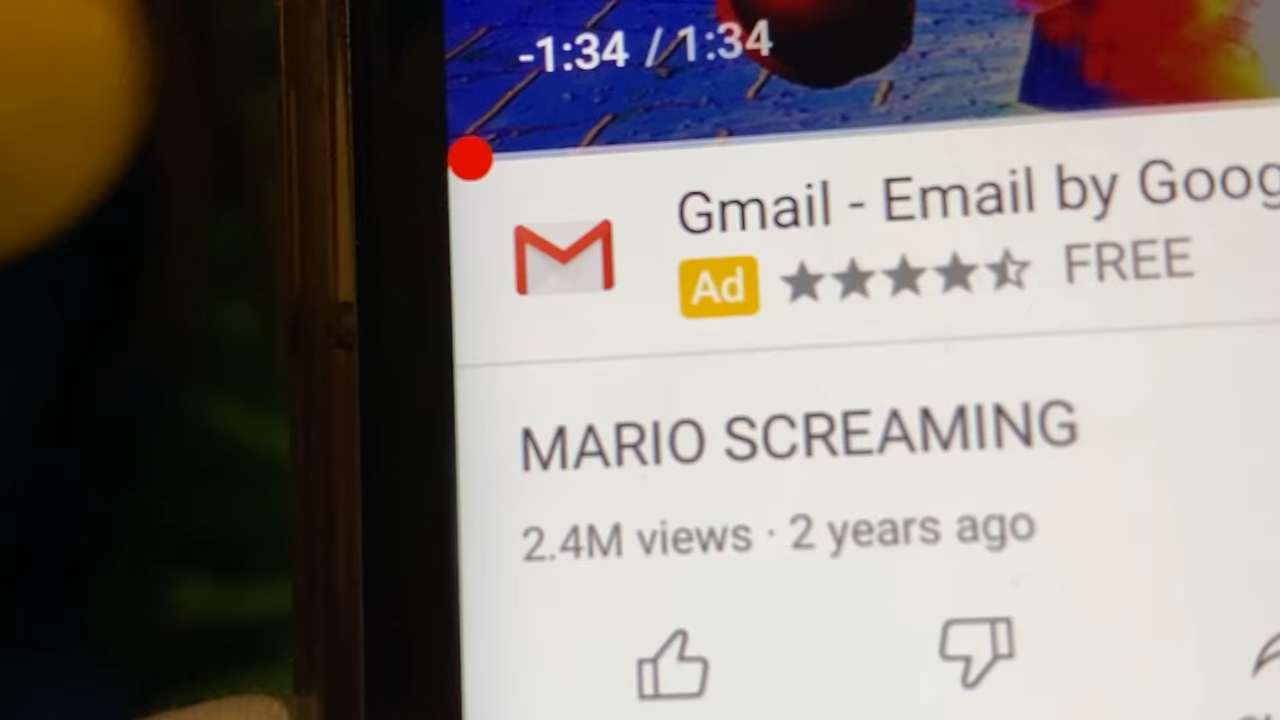 -1:34 / 1:34
Gmail - Email by Goog
Ad FREE
MARIO SCREAMING
2.4M views · 2 years ago